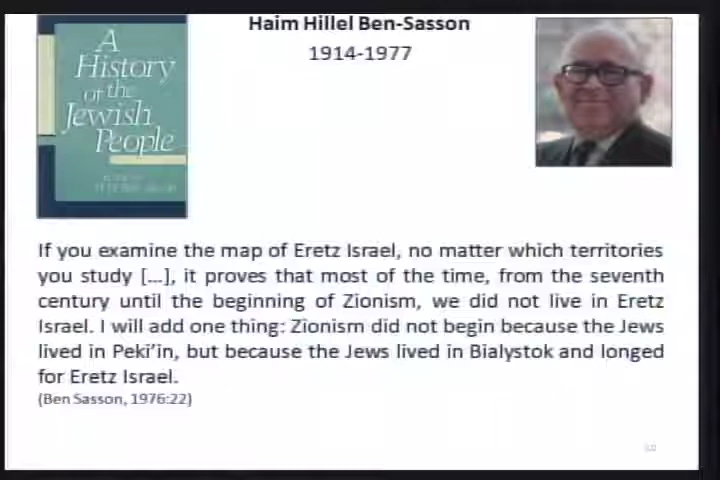 Haim Hillel Ben-Sasson
1914-1977
A
History
of the
Jewish
People
If you examine the map of Eretz Israel, no matter which territories
you study [...], it proves that most of the time, from the seventh
century until the beginning of Zionism, we did not live in Eretz
Israel. I will add one thing: Zionism did not begin because the Jews
lived in Peki'in, but because the Jews lived in Bialystok and longed
for Eretz Israel.
(Ben Sasson, 1976:22)